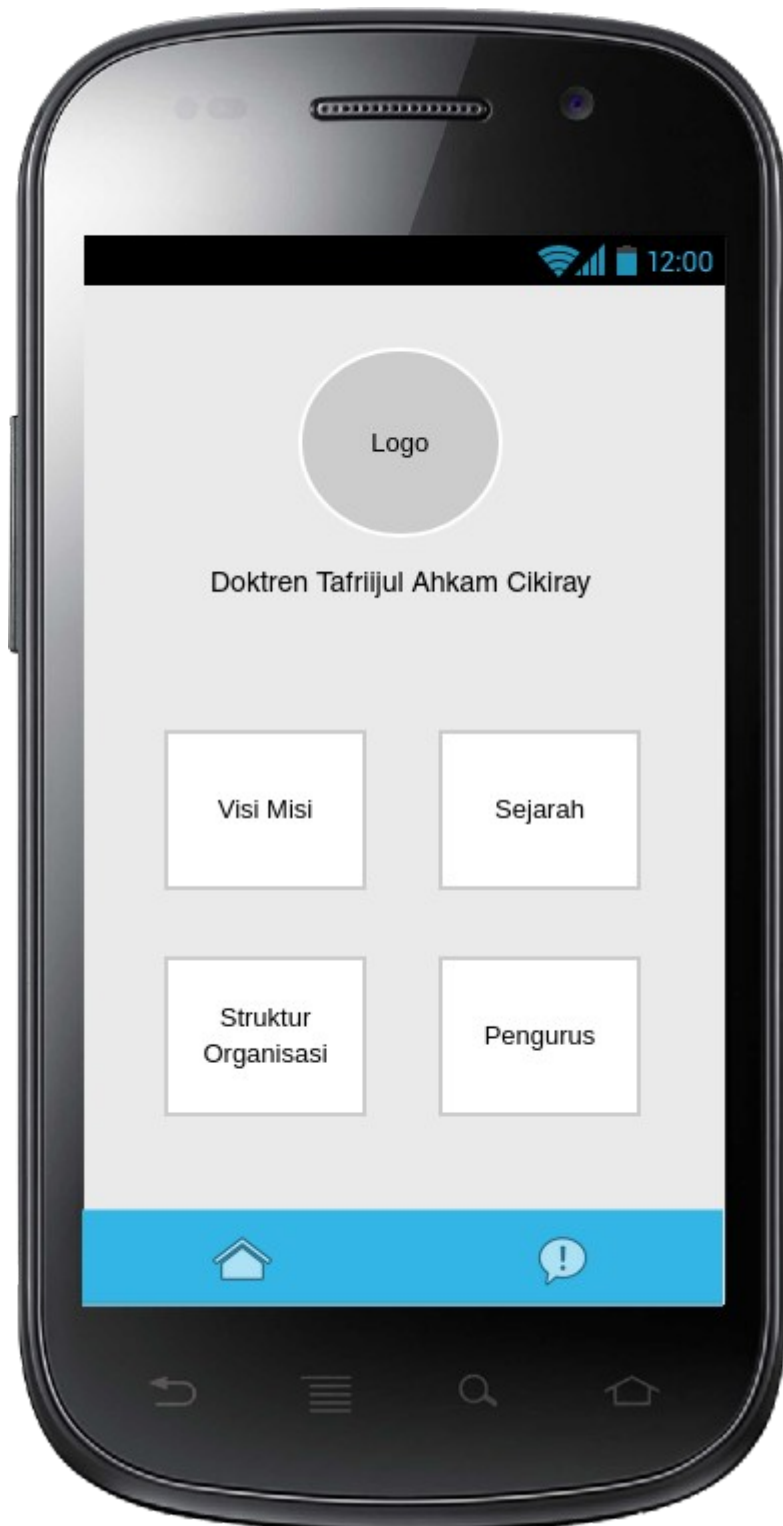 12:00
Logo
Doktren Tafriijul Ahkam Cikiray
Visi Misi
Sejarah
Struktur
Organisasi
Pengurus
!